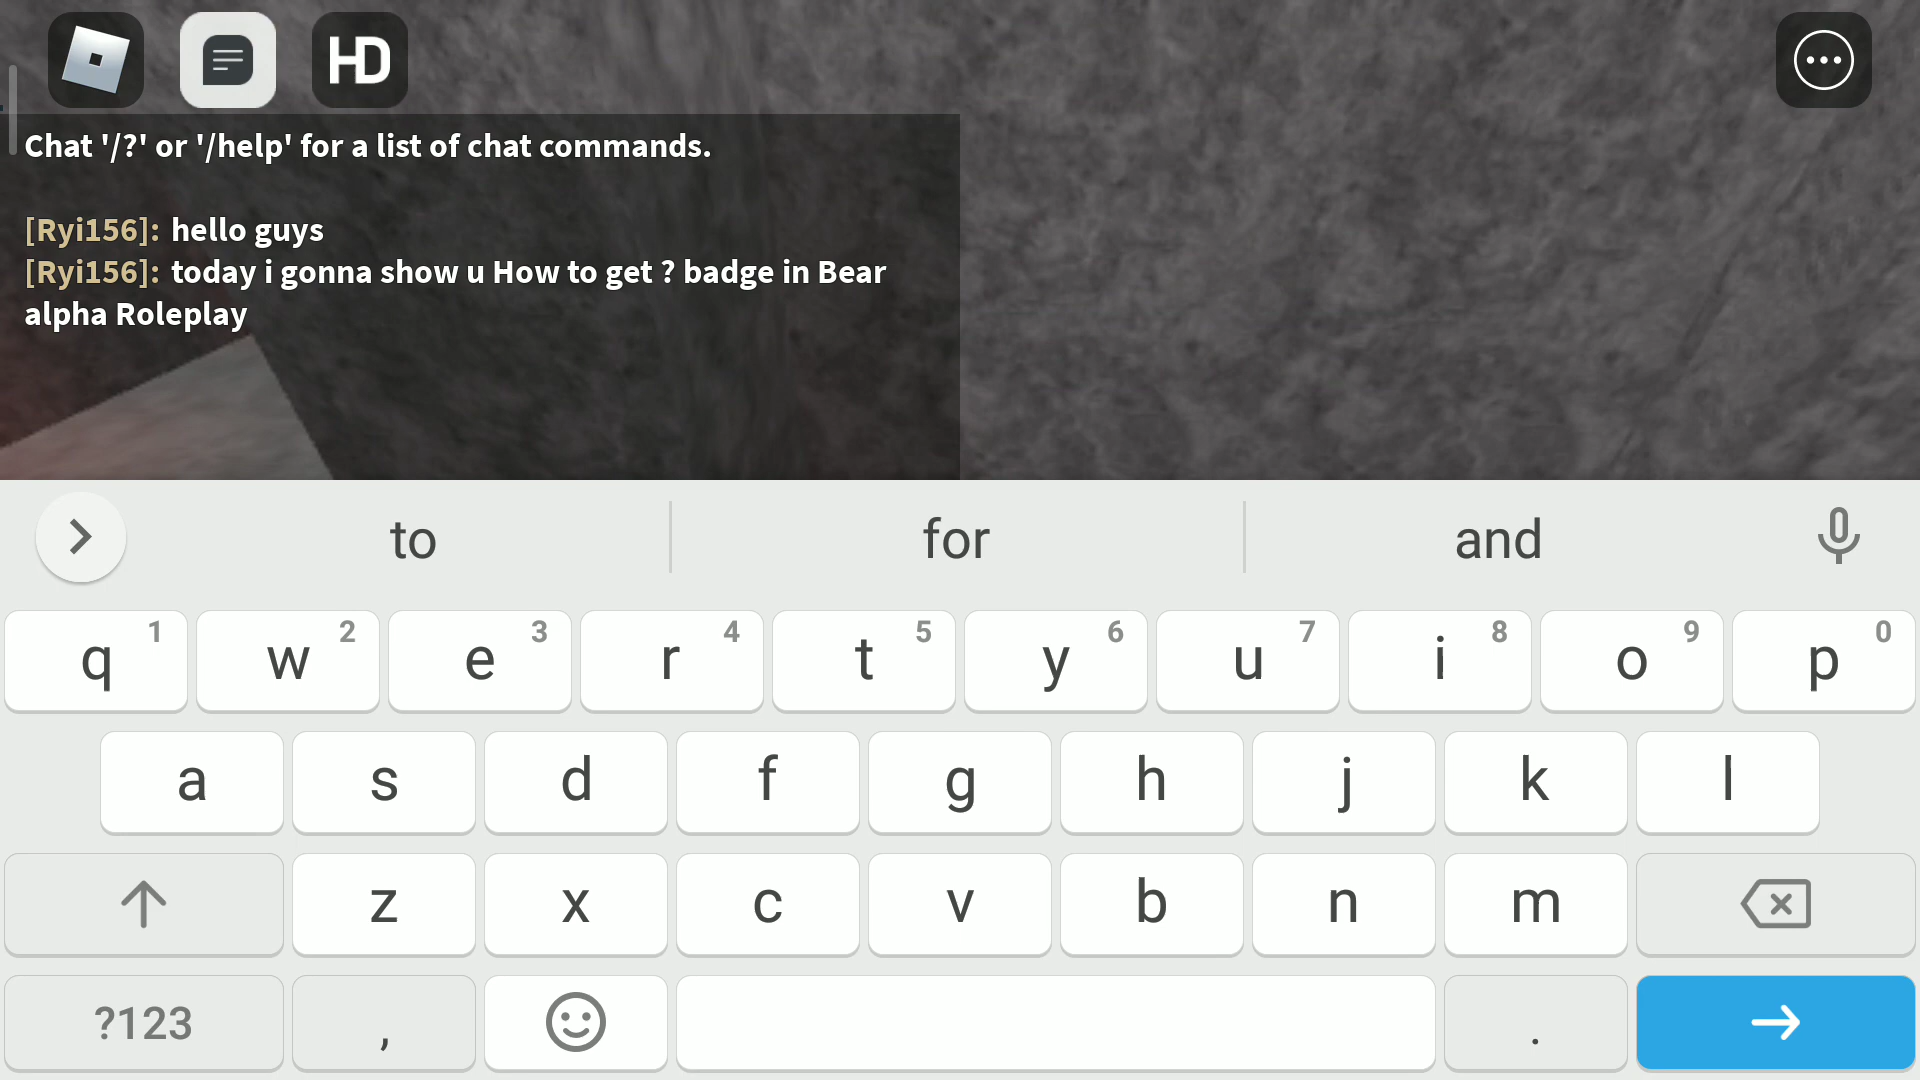 HD
Chat '/?' or '/help' for a list of chat commands.
[Ryi156]: hello guys
[Ryi156]: today i gonna show u How to get ? badge in Bear
alpha Roleplay
to for and
q 1 w 2 e 3 r 4 t 5 y 6 u 7 i 8 o 9 p 0
a s d f g h j k l
z x c v b n m
?123 , .